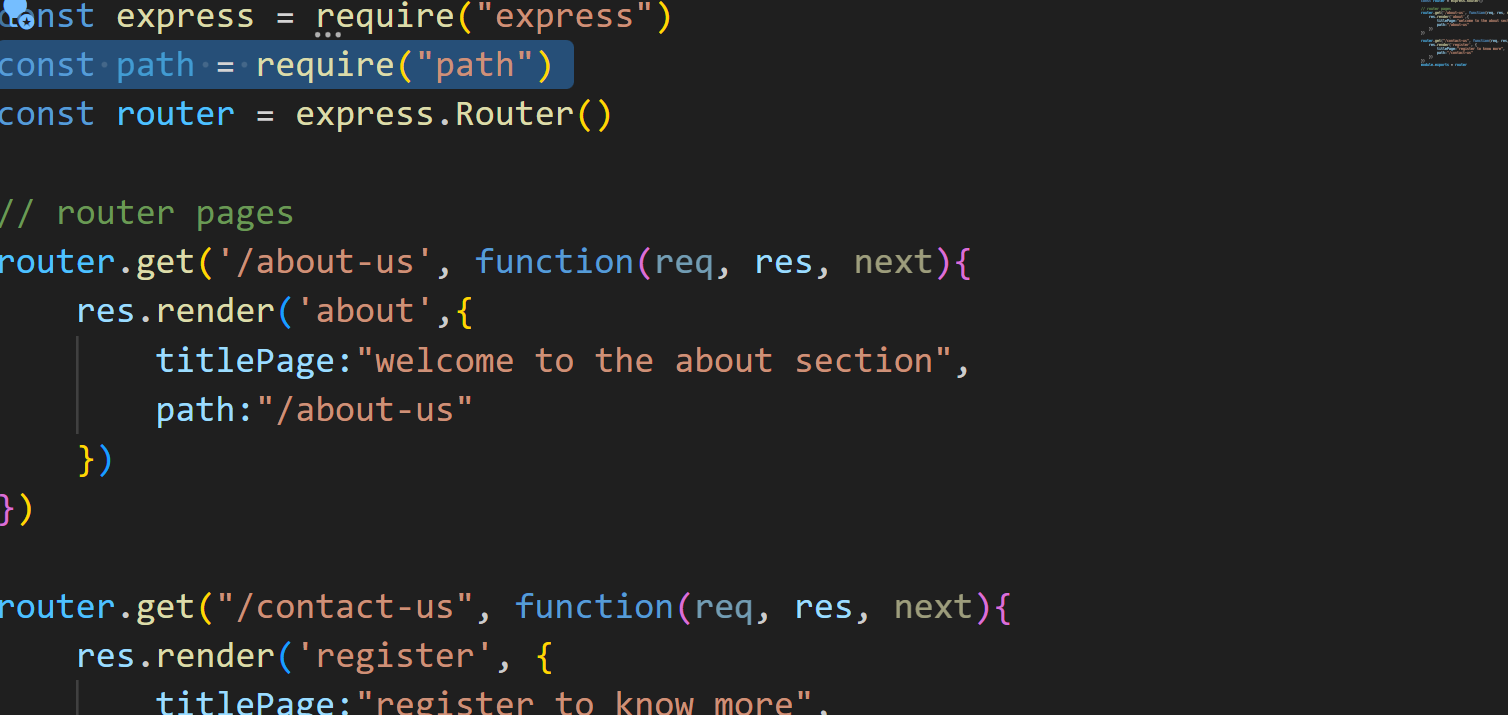 const express = require("express")
const path = require("path")
const router = express.Router()
// router pages
router.get('/about-us', function(req, res, next){
    res.render('about',{
        titlePage:"welcome to the about section",
        path:"/about-us"
    })
})
router.get("/contact-us", function(req, res, next){
    res.render('register', {
        titlePage:"register to know more",